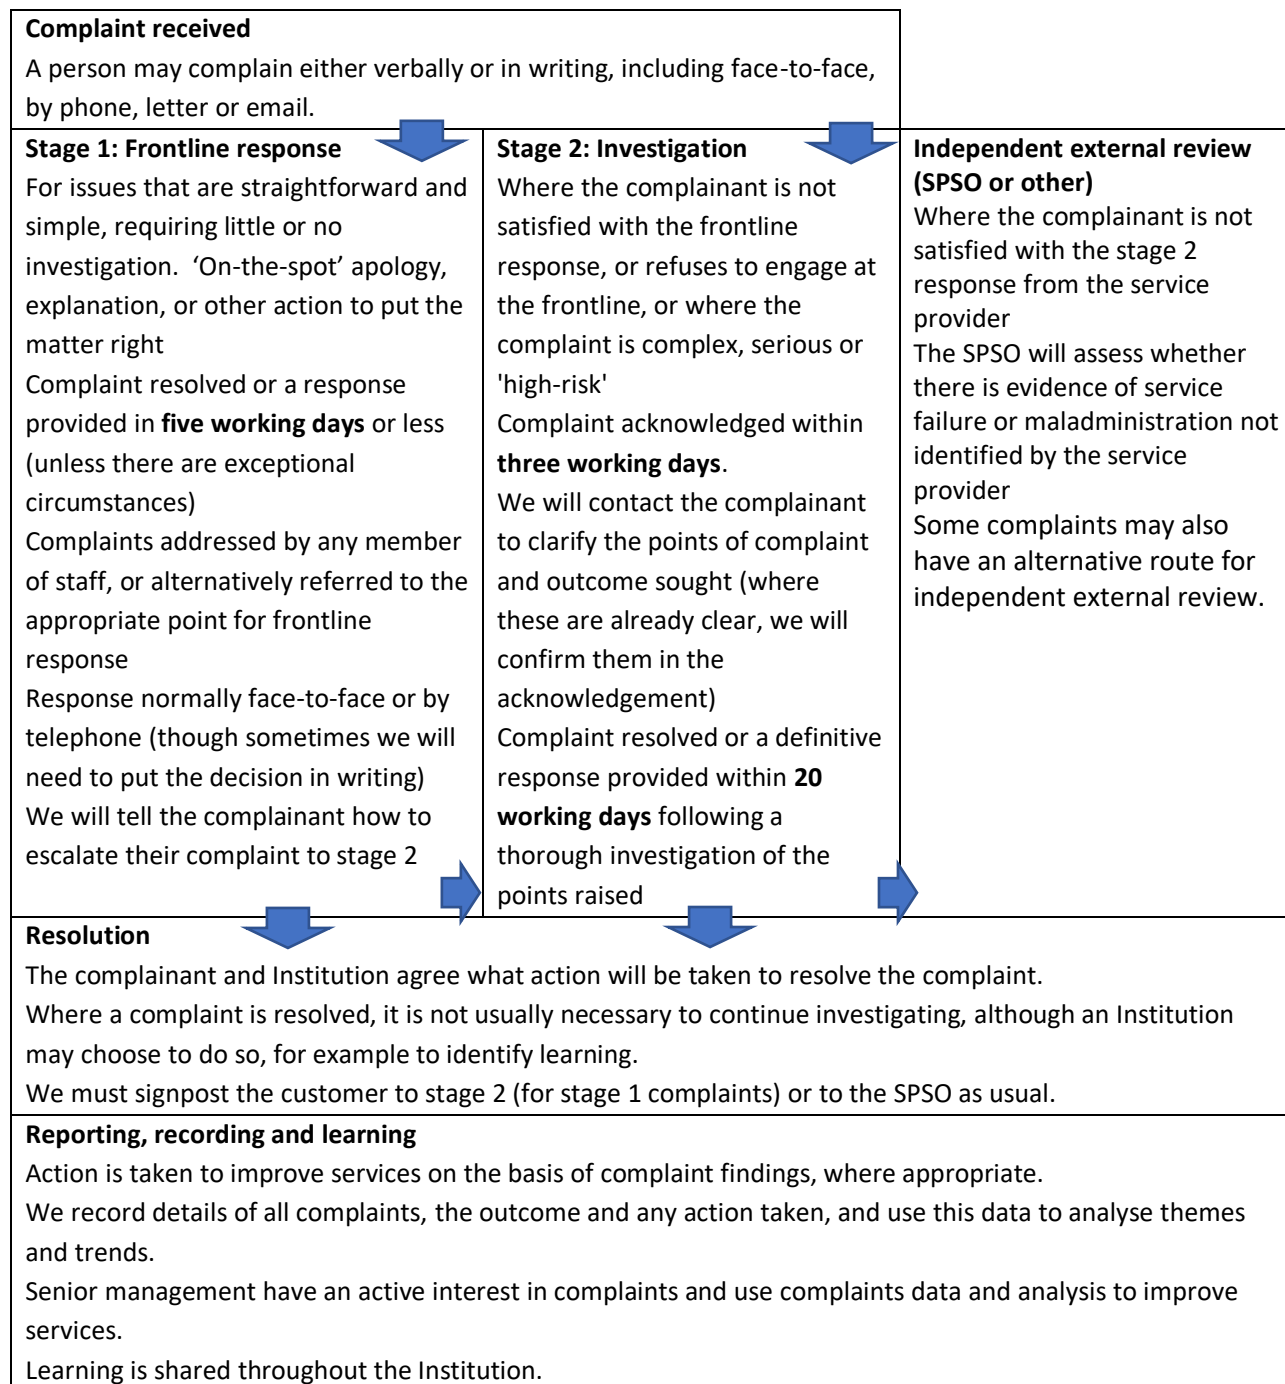 Complaint received
A person may complain either verbally or in writing, including face-to-face,
by phone, letter or email.
Stage 1: Frontline response
For issues that are straightforward and
simple, requiring little or no
investigation.  ‘On-the-spot’ apology,
explanation, or other action to put the
matter right
Complaint resolved or a response
provided in five working days or less
(unless there are exceptional
circumstances)
Complaints addressed by any member
of staff, or alternatively referred to the
appropriate point for frontline
response
Response normally face-to-face or by
telephone (though sometimes we will
need to put the decision in writing)
We will tell the complainant how to
escalate their complaint to stage 2
Stage 2: Investigation
Where the complainant is not
satisfied with the frontline
response, or refuses to engage at
the frontline, or where the
complaint is complex, serious or
'high-risk'
Complaint acknowledged within
three working days.
We will contact the complainant
to clarify the points of complaint
and outcome sought (where
these are already clear, we will
confirm them in the
acknowledgement)
Complaint resolved or a definitive
response provided within 20
working days following a
thorough investigation of the
points raised
Independent external review
(SPSO or other)
Where the complainant is not
satisfied with the stage 2
response from the service
provider
The SPSO will assess whether
there is evidence of service
failure or maladministration not
identified by the service
provider
Some complaints may also
have an alternative route for
independent external review.
Resolution
The complainant and Institution agree what action will be taken to resolve the complaint.
Where a complaint is resolved, it is not usually necessary to continue investigating, although an Institution
may choose to do so, for example to identify learning.
We must signpost the customer to stage 2 (for stage 1 complaints) or to the SPSO as usual.
Reporting, recording and learning
Action is taken to improve services on the basis of complaint findings, where appropriate.
We record details of all complaints, the outcome and any action taken, and use this data to analyse themes
and trends.
Senior management have an active interest in complaints and use complaints data and analysis to improve
services.
Learning is shared throughout the Institution.